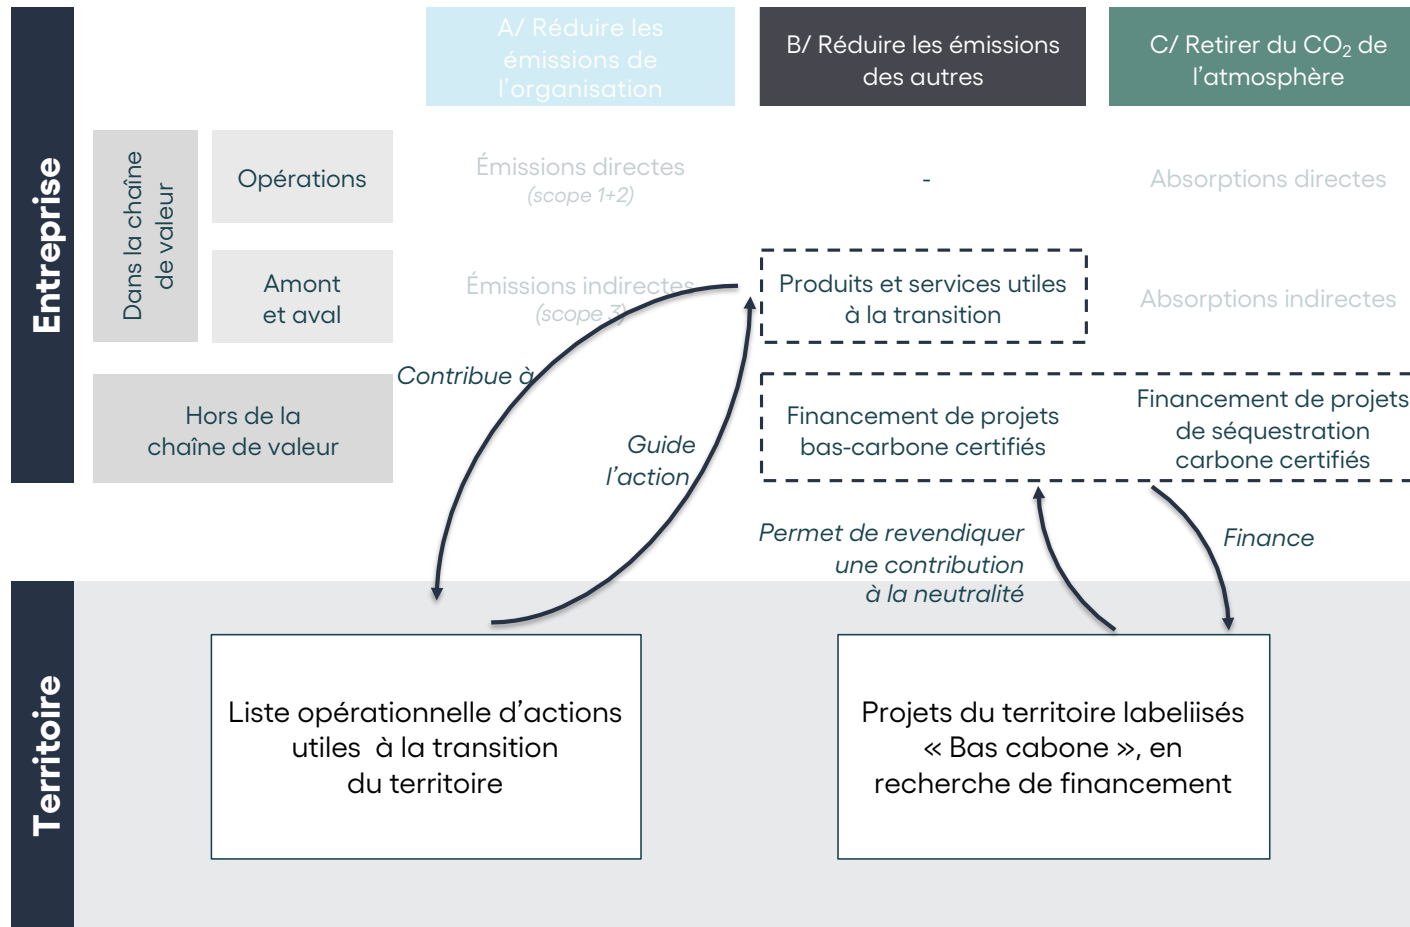 A/ Réduire les
émissions de
l’organisation
B/ Réduire les émissions
des autres
C/ Retirer du CO₂ de
l’atmosphère
Entreprise
Dans la chaîne
de valeur
Opérations
Émissions directes
(scope 1+2)
-
Absorptions directes
Amont
et aval
Émissions indirectes
(scope 3)
Produits et services utiles
à la transition
Absorptions indirectes
Contribue à
Hors de la
chaîne de valeur
Guide
l’action
Financement de projets
bas-carbone certifiés
Financement de projets
de séquestration
carbone certifiés
Permet de revendiquer
une contribution
à la neutralité
Finance
Territoire
Liste opérationnelle d’actions
utiles  à la transition
du territoire
Projets du territoire labeliisés
« Bas cabone », en
recherche de financement